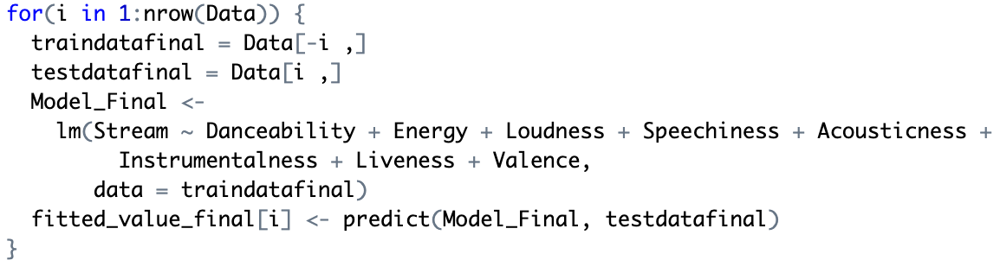 for(i in 1:nrow(Data)) {
  traindatafinal = Data[-i ,]
  testdatafinal = Data[i ,]
  Model_Final <-
    lm(Stream ~ Danceability + Energy + Loudness + Speechiness + Acousticness +
         Instrumentalness + Liveness + Valence,
       data = traindatafinal)
  fitted_value_final[i] <- predict(Model_Final, testdatafinal)
}